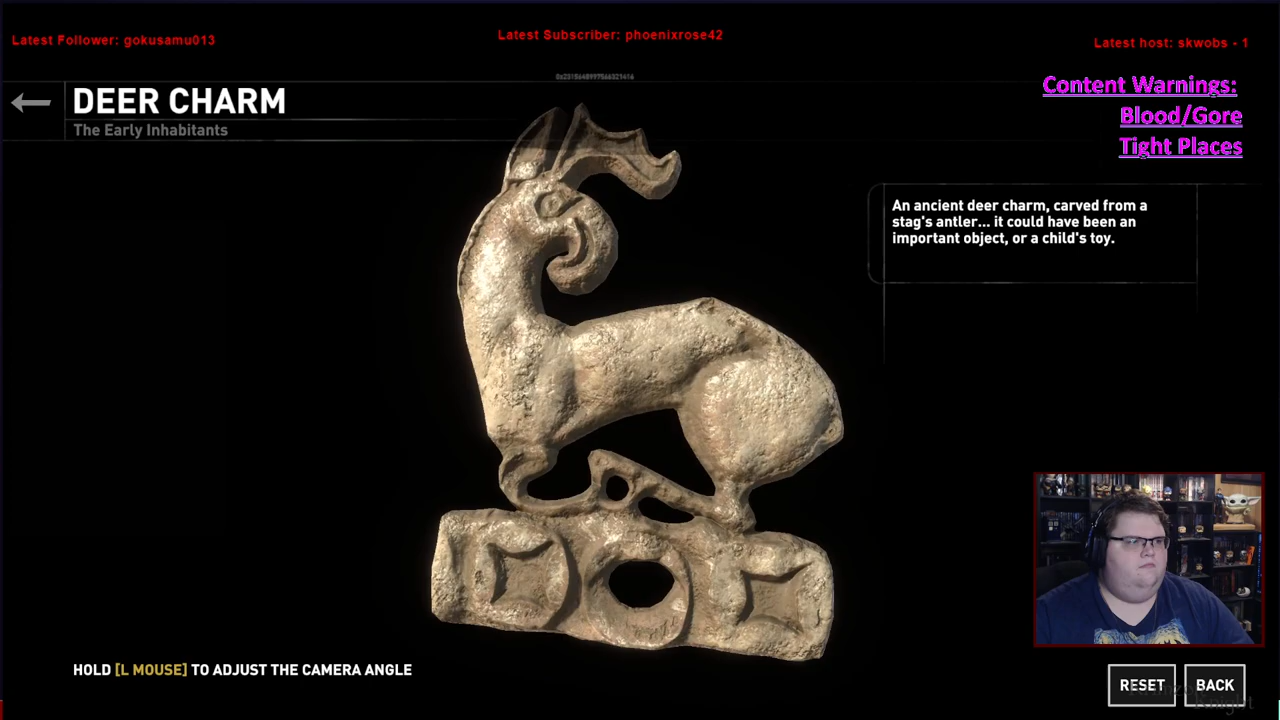 Latest Follower: gokusamu013
Latest Subscriber: phoenixrose42
Latest host: skwobs - 1
DEER CHARM
The Early Inhabitants
Content Warnings:
Blood/Gore
Tight Places
An ancient deer charm, carved from a
stag's antler... it could have been an
important object, or a child's toy.
HOLD [L MOUSE] TO ADJUST THE CAMERA ANGLE
RESET
BACK